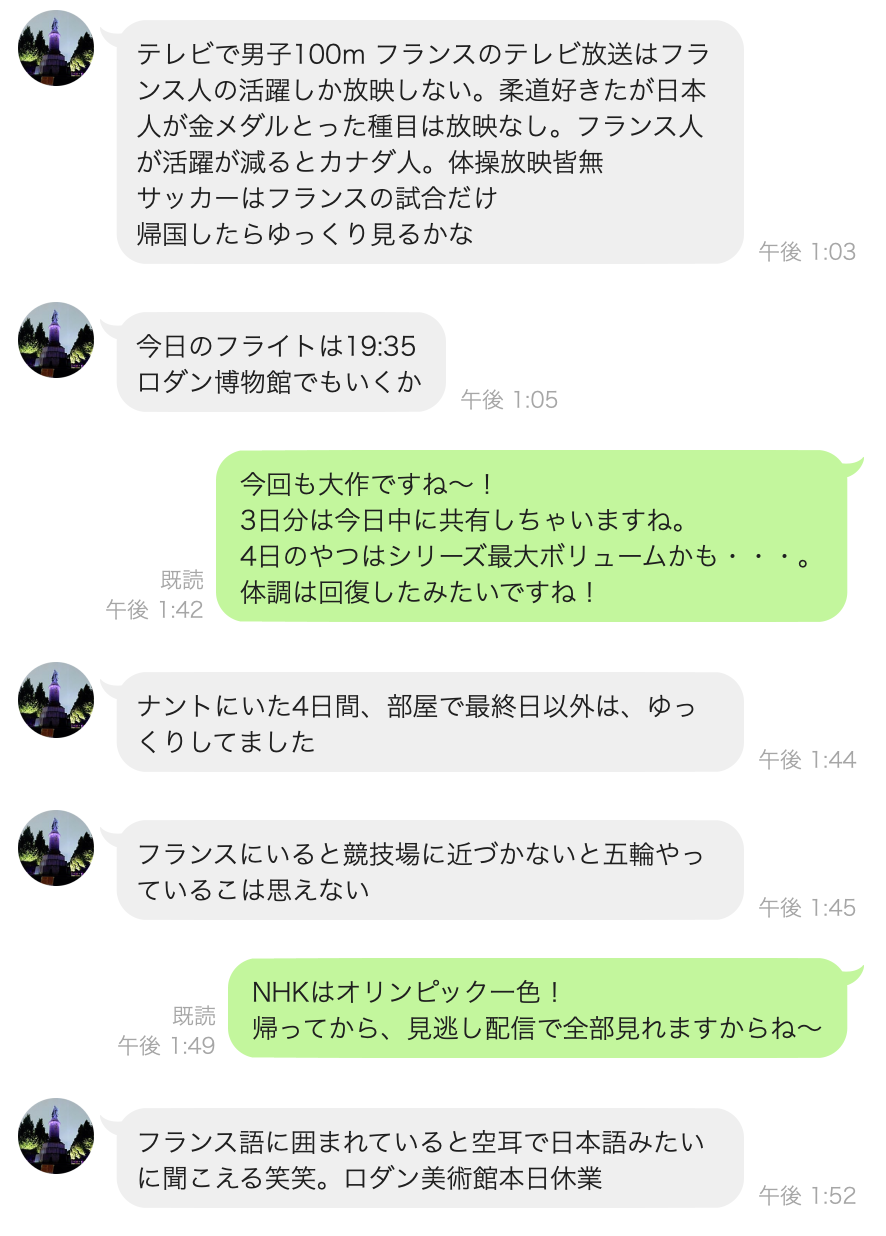 テレビで男子100m フランスのテレビ放送はフラ
ンス人の活躍しか放映しない。柔道好きたが日本
人が金メダルとった種目は放映なし。フランス人
が活躍が減るとカナダ人。体操放映皆無
サッカーはフランスの試合だけ
帰国したらゆっくり見るかな
午後 1:03
今日のフライトは19:35
ロダン博物館でもいくか
午後 1:05
今回も大作ですね〜！
3日分は今日中に共有しちゃいますね。
4日のやつはシリーズ最大ボリュームかも・・・。
体調は回復したみたいですね！
既読
午後 1:42
ナントにいた4日間、部屋で最終日以外は、ゆっ
くりしてました
午後 1:44
フランスにいると競技場に近づかないと五輪やっ
ているこは思えない
午後 1:45
NHKはオリンピック一色！
帰ってから、見逃し配信で全部見れますからね〜
既読
午後 1:49
フランス語に囲まれていると空耳で日本語みたい
に聞こえる笑笑。ロダン美術館本日休業
午後 1:52